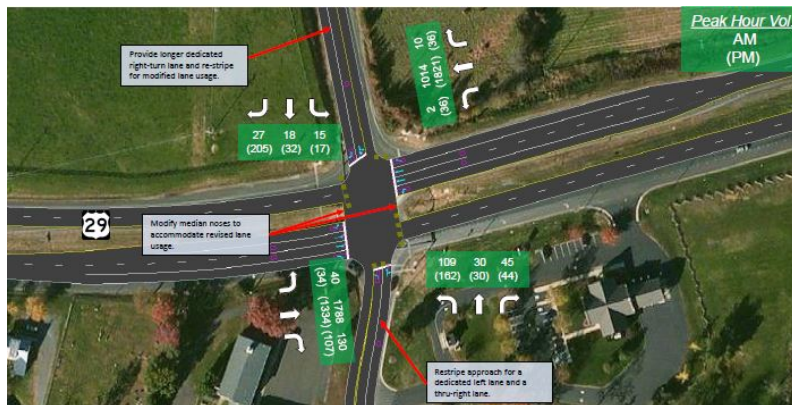 Peak Hour Vol
AM
(PM)
Provide longer dedicated
right-turn lane and re-stripe
for modified lane usage.
10
(36)
1014
(1821)
2
(36)
27 18 15
(205) (32) (17)
29
Modify median noses to
accommodate revised lane
usage.
40 1788 130
(34) (1334) (107)
109 30 45
(162) (30) (44)
Restripe approach for a
dedicated left lane and a
thru-right lane.